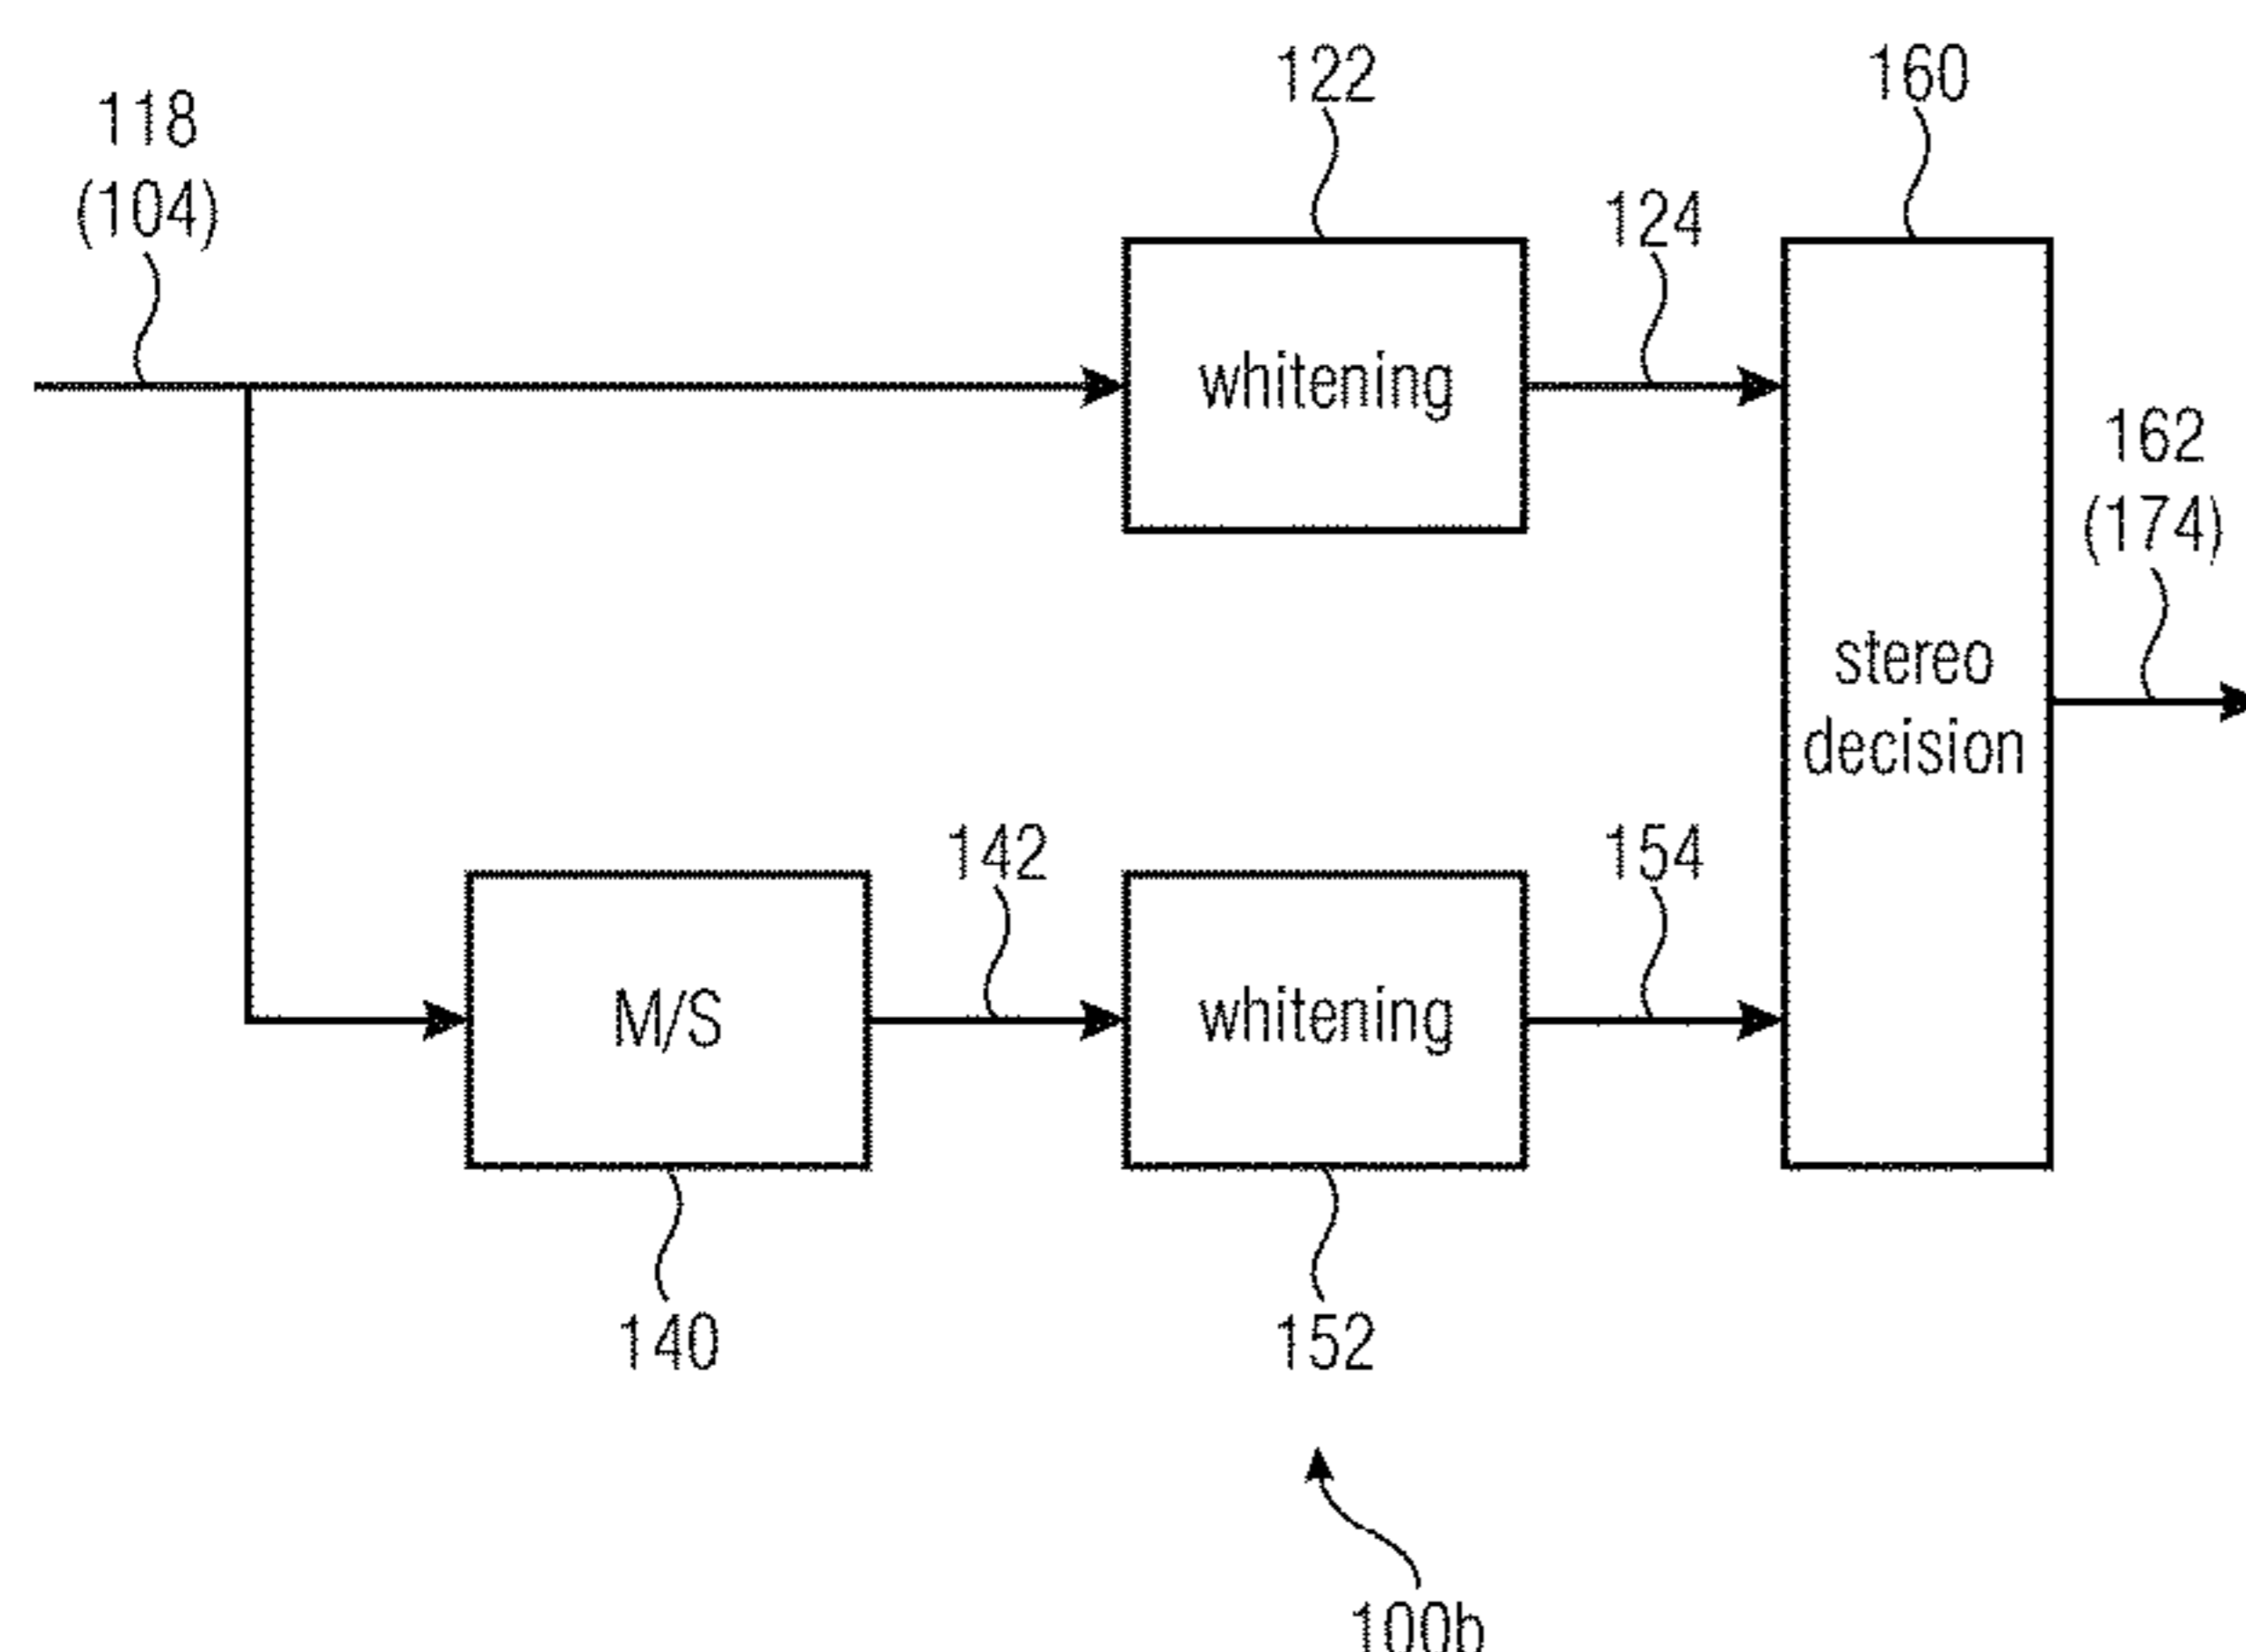 122
160
118
(104)
124
whitening
162
(174)
stereo
decision
142
154
M/S
whitening
140
152
100b